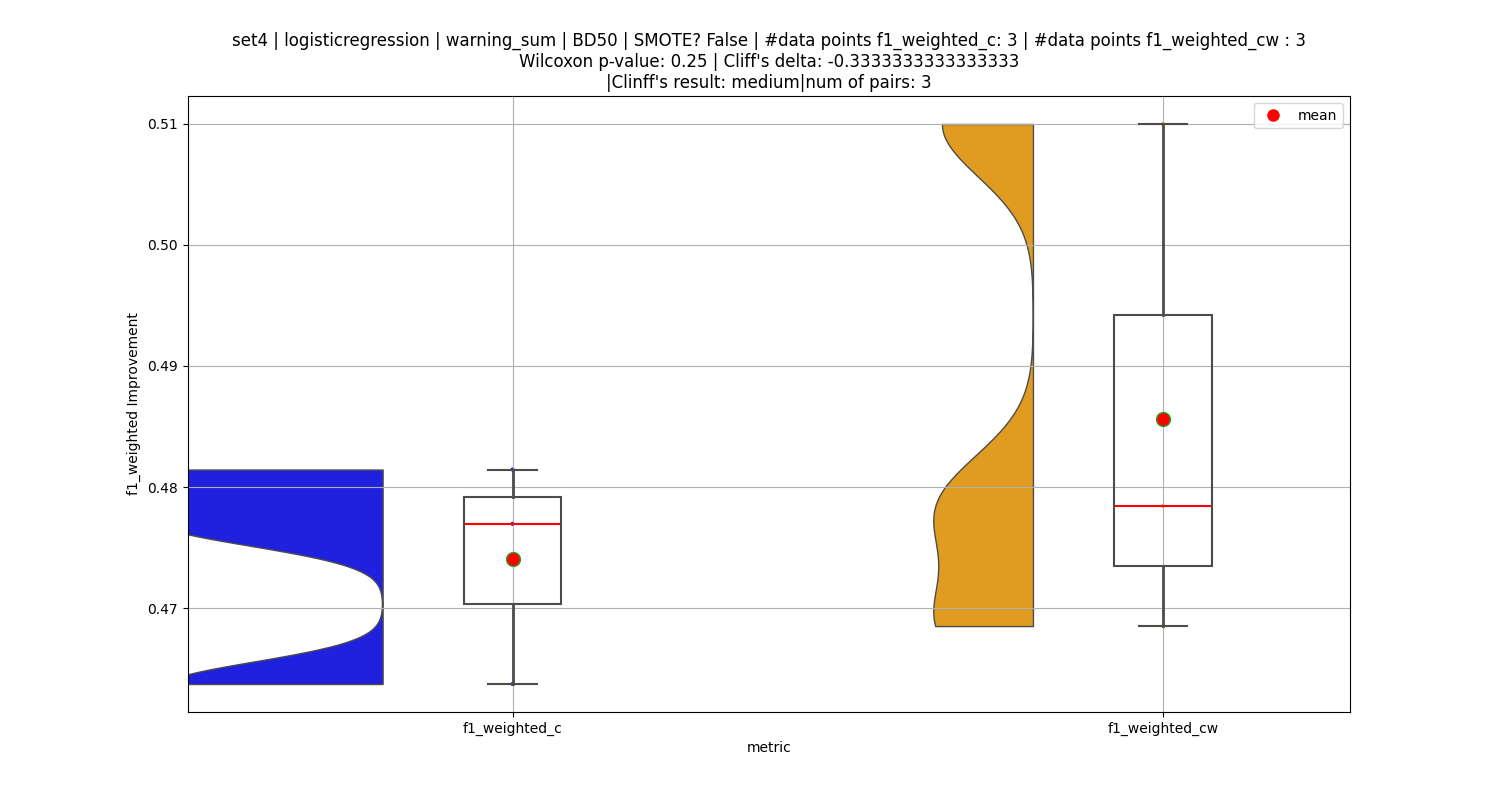 set4 | logisticregression | warning_sum | BD50 | SMOTE? False | #data points f1_weighted_c: 3 | #data points f1_weighted_cw : 3
Wilcoxon p-value: 0.25 | Cliff's delta: -0.3333333333333333
|Clinff's result: medium|num of pairs: 3
mean
0.51
0.50
0.49
0.48
0.47
f1_weighted Improvement
f1_weighted_c
f1_weighted_cw
metric